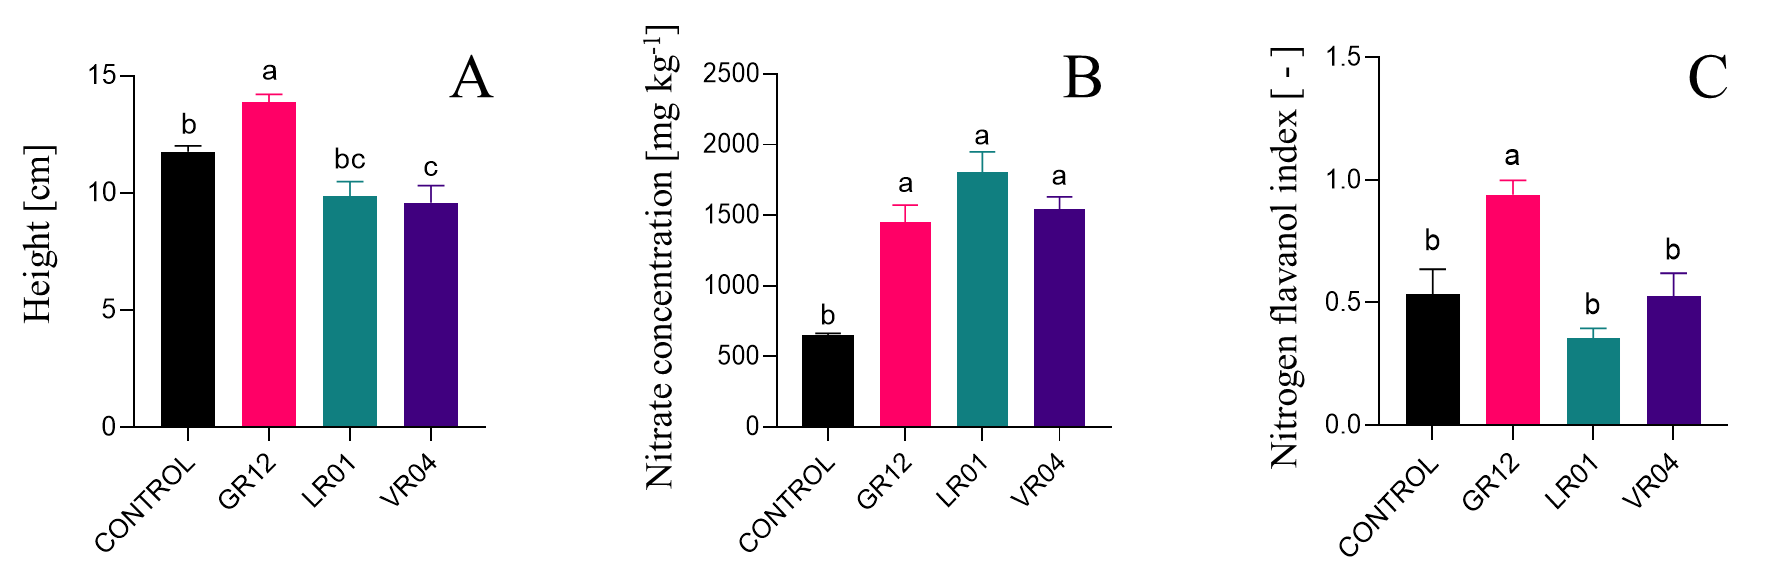 A
Height [cm]
15
10
5
0
b
a
bc
c
CONTROL
GR12
LR01
VR04
B
Nitrate concentration [mg kg⁻¹]
2500
2000
1500
1000
500
0
b
a
a
a
CONTROL
GR12
LR01
VR04
C
Nitrogen flavanol index [ - ]
1.5
1.0
0.5
0.0
b
a
b
b
CONTROL
GR12
LR01
VR04